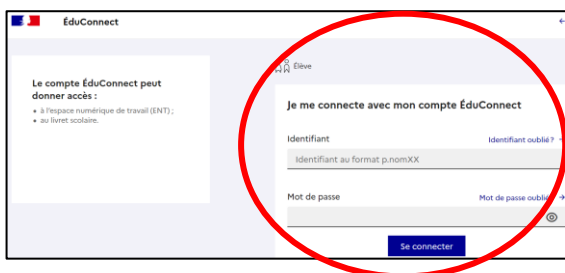 ÉduConnect
Élève
Le compte ÉduConnect peut
donner accès :
• à l'espace numérique de travail (ENT) ;
• au livret scolaire.
Je me connecte avec mon compte ÉduConnect
Identifiant
Identifiant oublié ? →
Identifiant au format p.nomXX
Mot de passe
Mot de passe oublié →
Se connecter